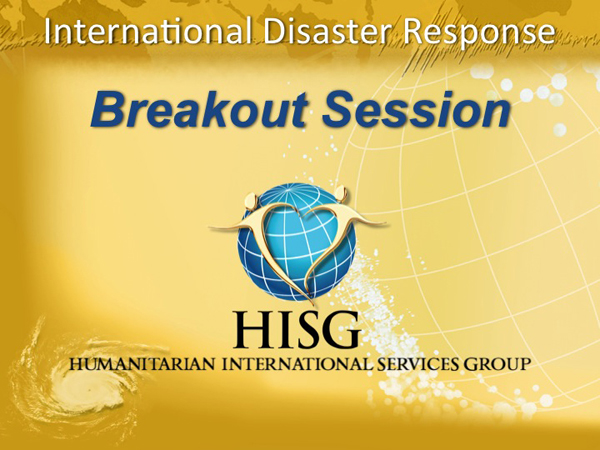 International Disaster Response
Breakout Session
HISG
HUMANITARIAN INTERNATIONAL SERVICES GROUP